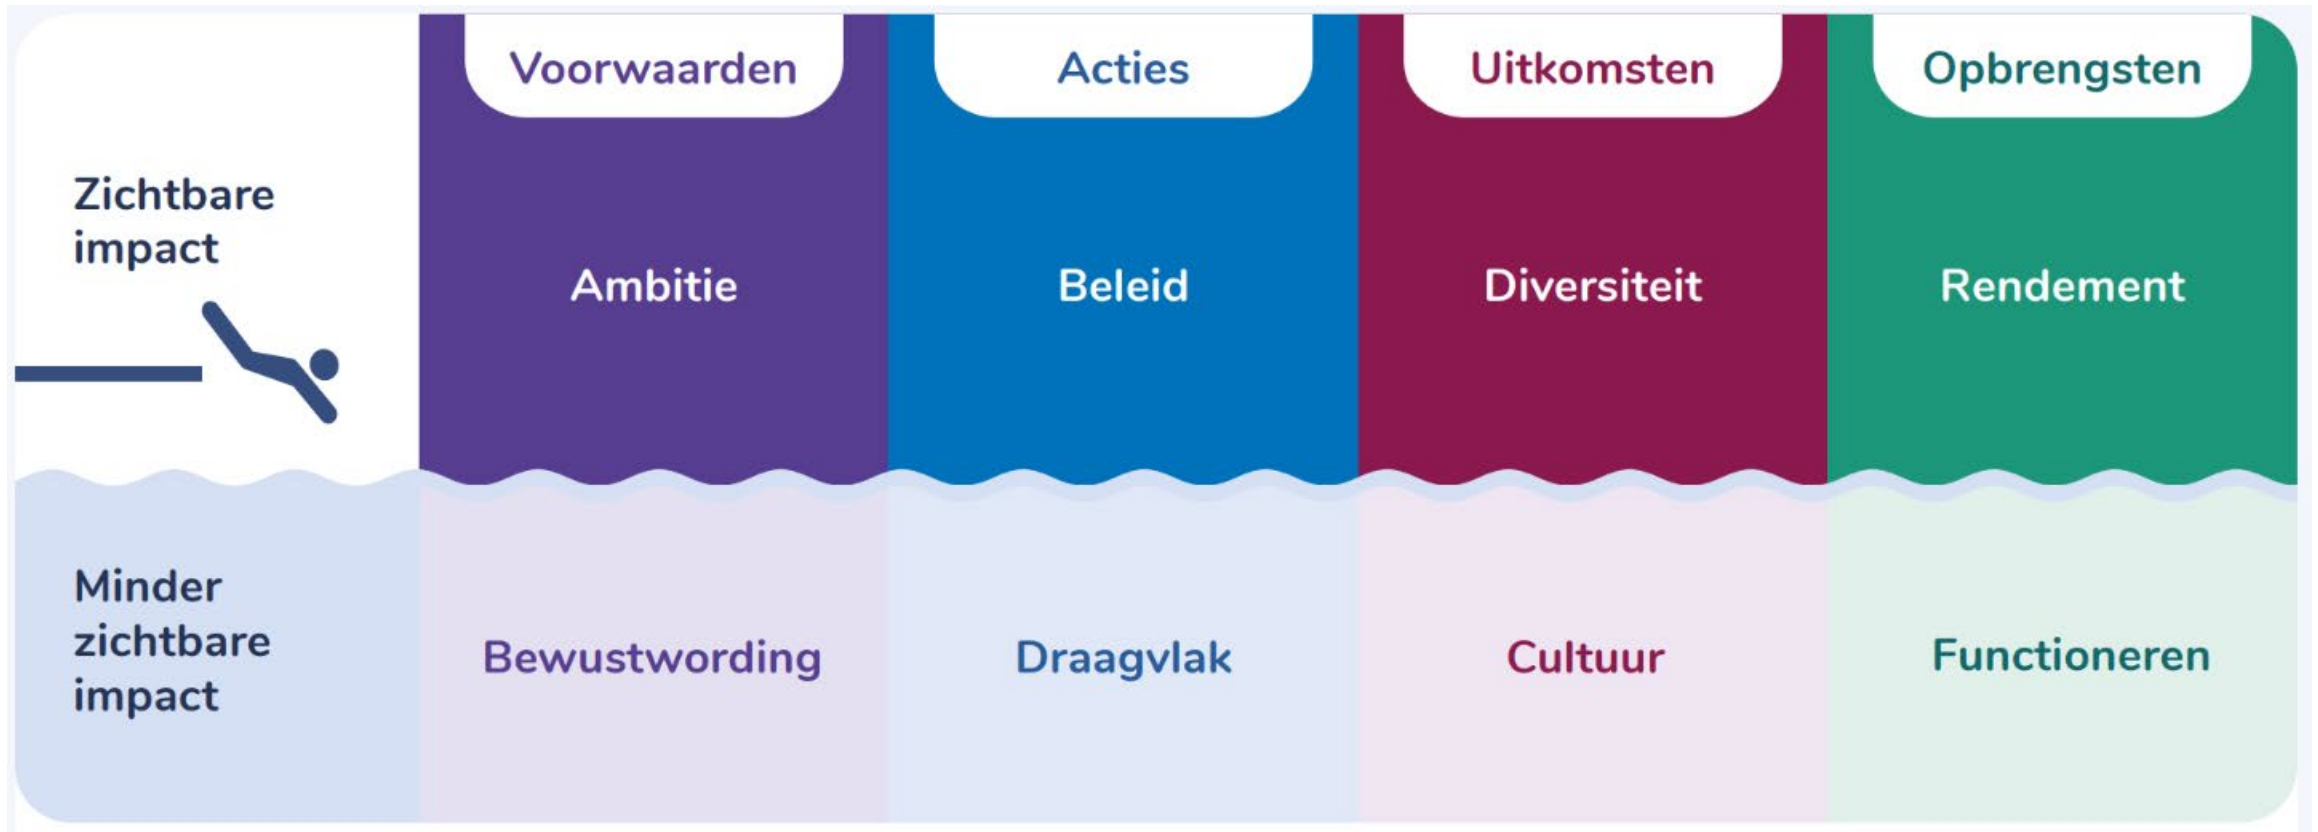 Voorwaarden
Acties
Uitkomsten
Opbrengsten
Zichtbare
impact
Ambitie
Beleid
Diversiteit
Rendement
Minder
zichtbare
impact
Bewustwording
Draagvlak
Cultuur
Functioneren